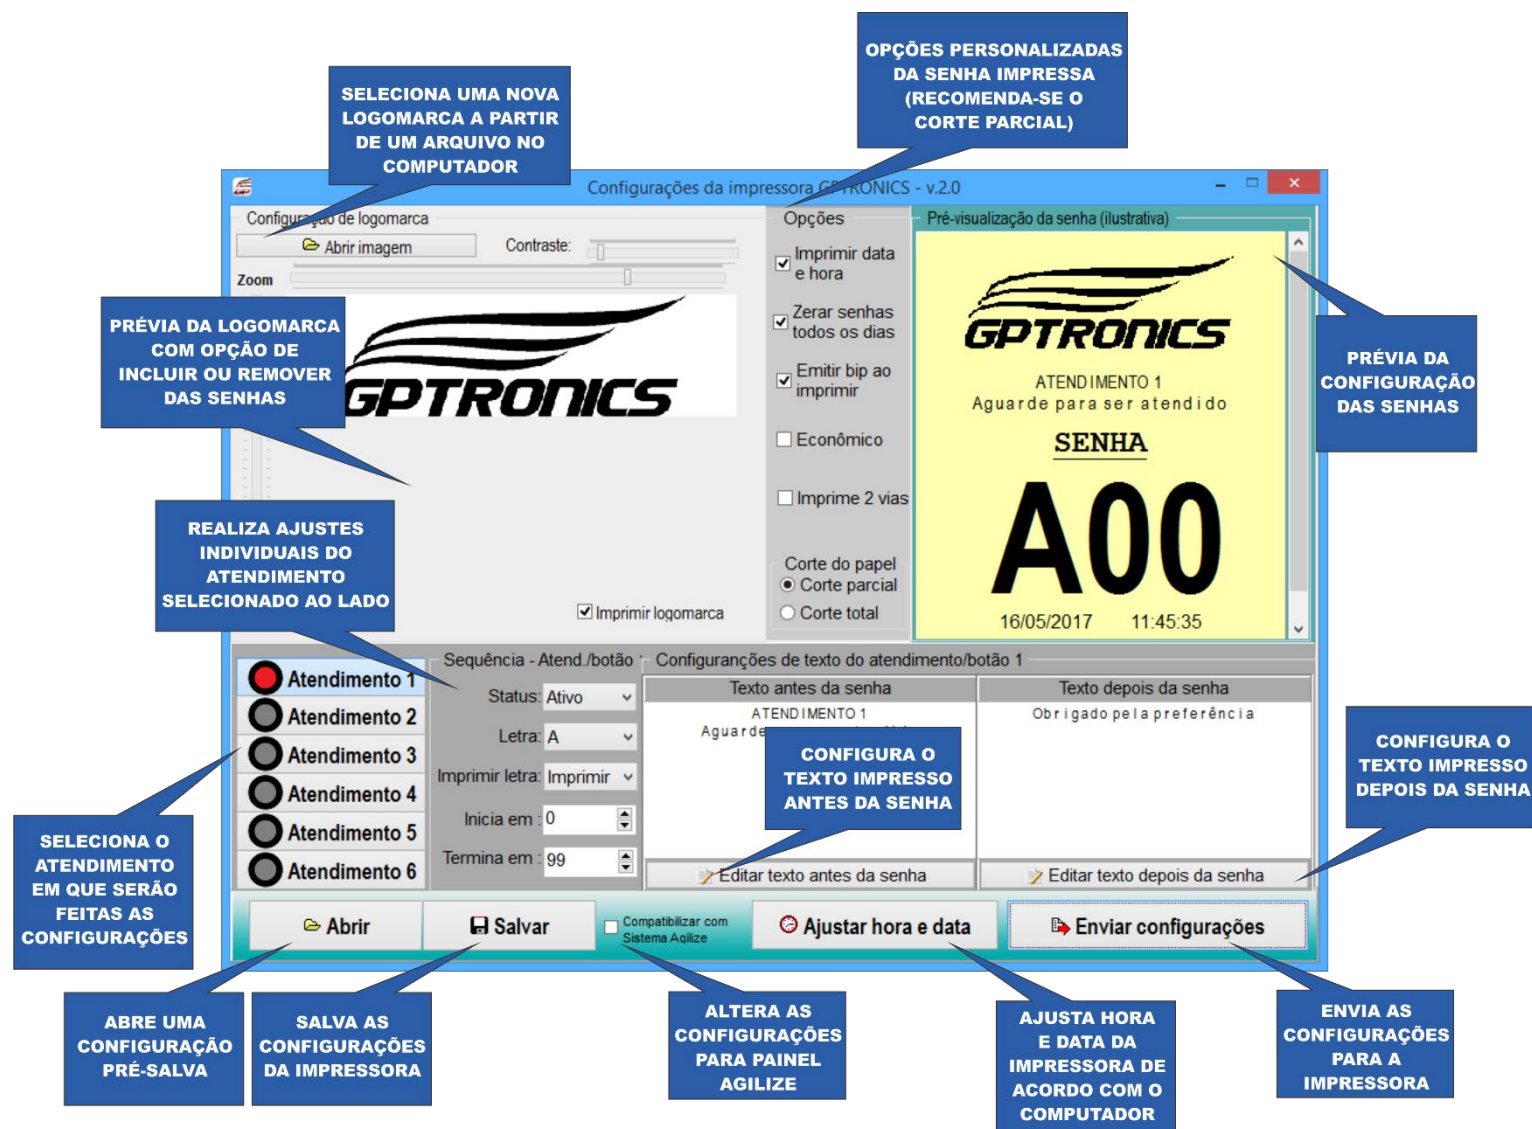 OPÇÕES PERSONALIZADAS
DA SENHA IMPRESSA
(RECOMENDA-SE O
CORTE PARCIAL)
SELECIONA UMA NOVA
LOGOMARCA A PARTIR
DE UM ARQUIVO NO
COMPUTADOR
Configurações da impressora GPTRONICS - v.2.0
Configuração de logomarca
Abrir imagem
Contraste:
Zoom
GPTRONICS
PRÉVIA DA LOGOMARCA
COM OPÇÃO DE
INCLUIR OU REMOVER
DAS SENHAS
Imprimir logomarca
Opções
Imprimir data
e hora
Zerar senhas
todos os dias
Emitir bip ao
imprimir
Econômico
Imprime 2 vias
Corte do papel
Corte parcial
Corte total
Pré-visualização da senha (ilustrativa)
GPTRONICS
ATENDIMENTO 1
Aguarde para ser atendido
SENHA
A00
16/05/2017 11:45:35
PRÉVIA DA
CONFIGURAÇÃO
DAS SENHAS
REALIZA AJUSTES
INDIVIDUAIS DO
ATENDIMENTO
SELECIONADO AO LADO
Atendimento 1
Atendimento 2
Atendimento 3
Atendimento 4
Atendimento 5
Atendimento 6
Sequência - Atend./botão
Status: Ativo
Letra: A
Imprimir letra: Imprimir
Inicia em : 0
Termina em : 99
Configuranções de texto do atendimento/botão 1
Texto antes da senha
ATENDIMENTO 1
Aguarde
Editar texto antes da senha
Texto depois da senha
Obrigado pela preferência
Editar texto depois da senha
CONFIGURA O
TEXTO IMPRESSO
ANTES DA SENHA
CONFIGURA O
TEXTO IMPRESSO
DEPOIS DA SENHA
SELECIONA O
ATENDIMENTO
EM QUE SERÃO
FEITAS AS
CONFIGURAÇÕES
Abrir
Salvar
Compatibilizar com
Sistema Agilize
Ajustar hora e data
Enviar configurações
ABRE UMA
CONFIGURAÇÃO
PRÉ-SALVA
SALVA AS
CONFIGURAÇÕES
DA IMPRESSORA
ALTERA AS
CONFIGURAÇÕES
PARA PAINEL
AGILIZE
AJUSTA HORA
E DATA DA
IMPRESSORA DE
ACORDO COM O
COMPUTADOR
ENVIA AS
CONFIGURAÇÕES
PARA A
IMPRESSORA